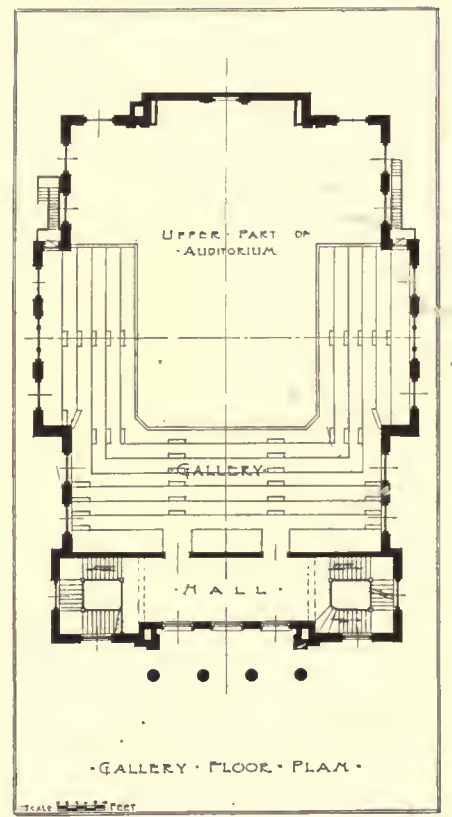 UPPER · PART OF
· AUDITORIUM
GALLERY
· HALL ·
· GALLERY · FLOOR · PLAN ·
SCALE FEET